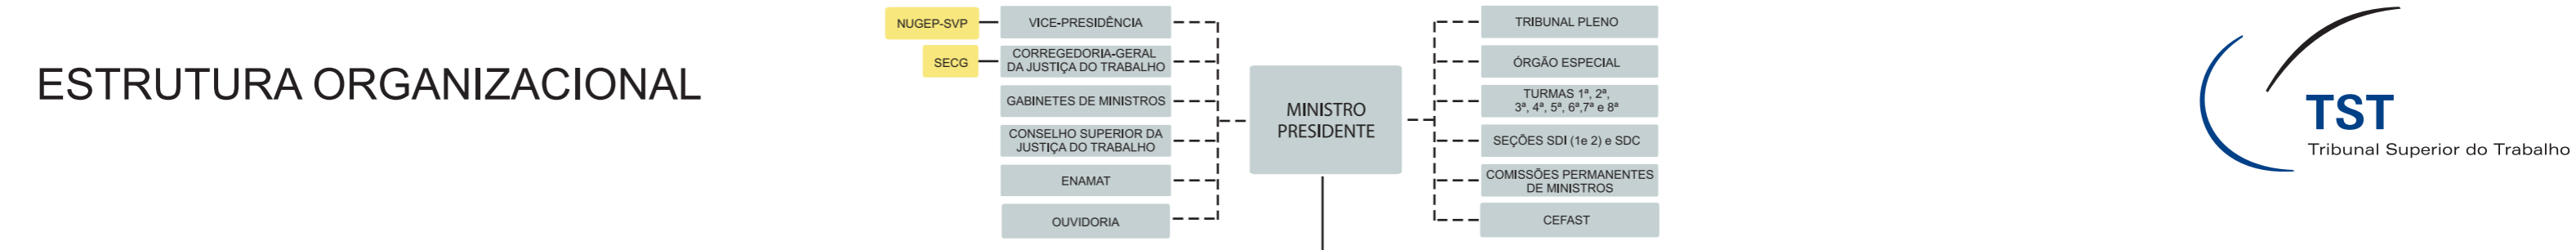 ESTRUTURA ORGANIZACIONAL
NUGEP-SVP
VICE-PRESIDÊNCIA
SECG
CORREGEDORIA-GERAL
DA JUSTIÇA DO TRABALHO
GABINETES DE MINISTROS
CONSELHO SUPERIOR DA
JUSTIÇA DO TRABALHO
ENAMAT
OUVIDORIA
MINISTRO
PRESIDENTE
TRIBUNAL PLENO
ÓRGÃO ESPECIAL
TURMAS 1ª, 2ª,
3ª, 4ª, 5ª, 6ª,7ª e 8ª
SEÇÕES SDI (1e 2) e SDC
COMISSÕES PERMANENTES
DE MINISTROS
CEFAST
TST
Tribunal Superior do Trabalho